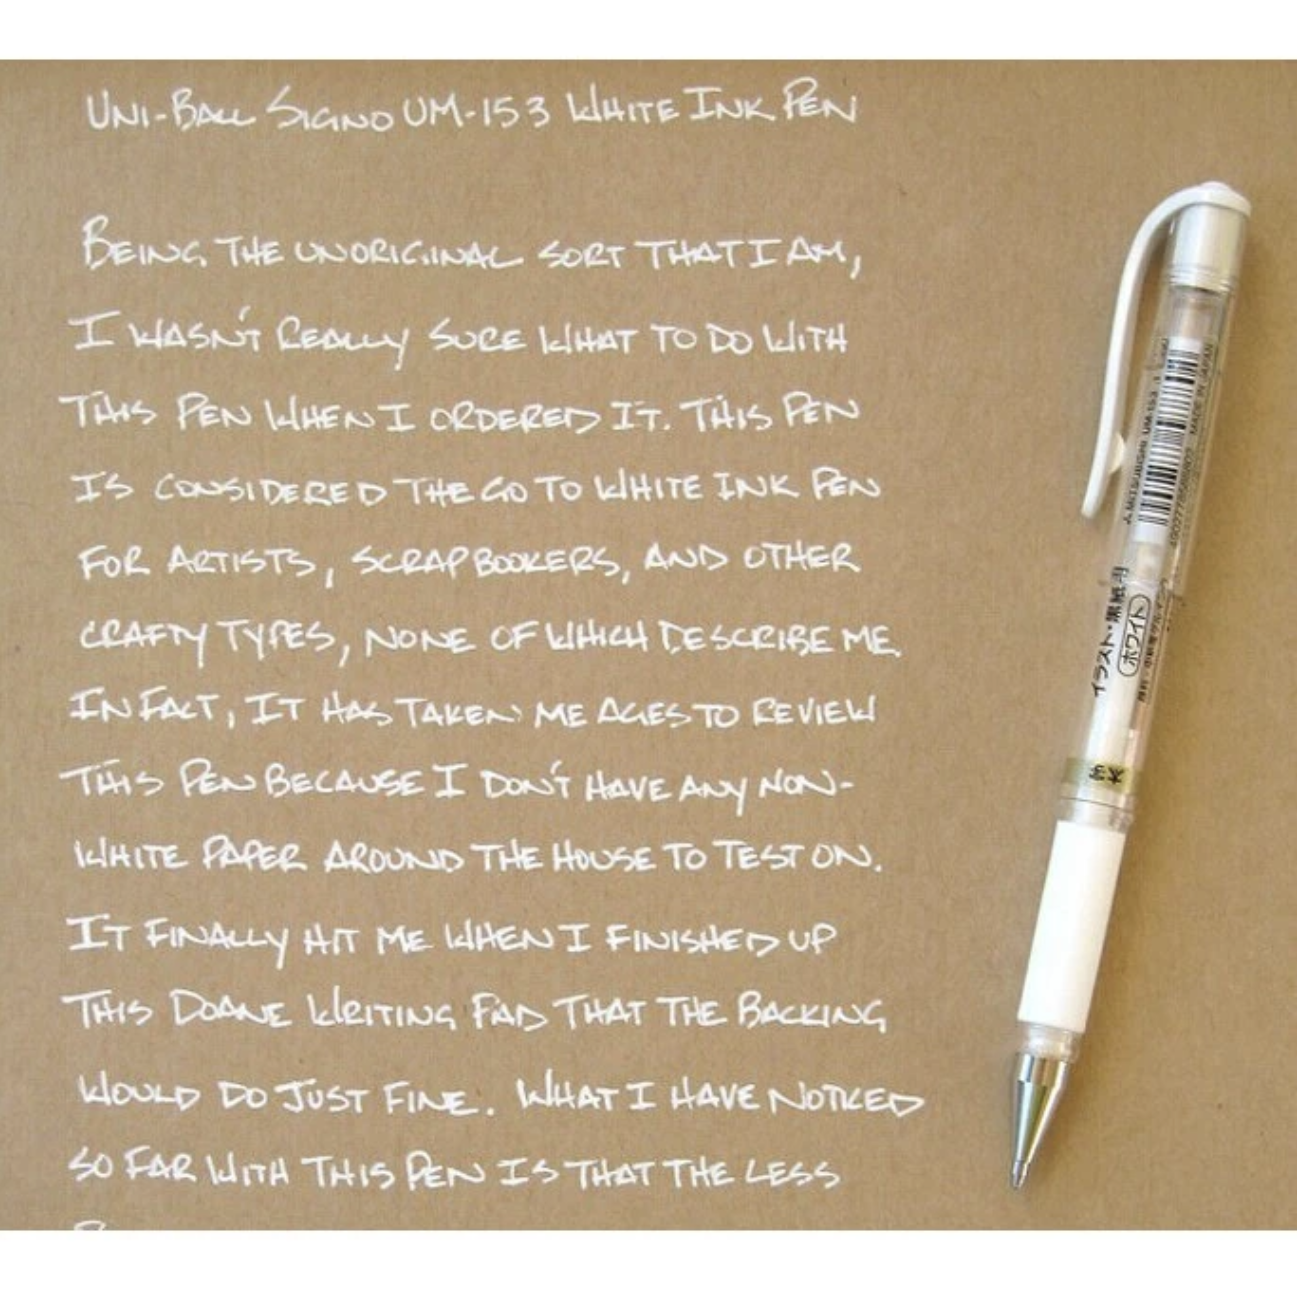 UNI-BALL SIGNO UM-153 WHITE INK PEN
BEING THE UNORIGINAL SORT THAT I AM,
I WASN'T REALLY SURE WHAT TO DO WITH
THIS PEN WHEN I ORDERED IT. THIS PEN
IS CONSIDERED THE GO TO WHITE INK PEN
FOR ARTISTS, SCRAPBOOKERS, AND OTHER
CRAFTY TYPES, NONE OF WHICH DESCRIBE ME.
IN FACT, IT HAS TAKEN ME AGES TO REVIEW
THIS PEN BECAUSE I DON'T HAVE ANY NON-
WHITE PAPER AROUND THE HOUSE TO TEST ON.
IT FINALLY HIT ME WHEN I FINISHED UP
THIS DOANE WRITING PAD THAT THE BACKING
WOULD DO JUST FINE. WHAT I HAVE NOTICED
SO FAR WITH THIS PEN IS THAT THE LESS
MITSUBISHI UM-153
MADE IN JAPAN
イラスト・黒紙用
ホワイト